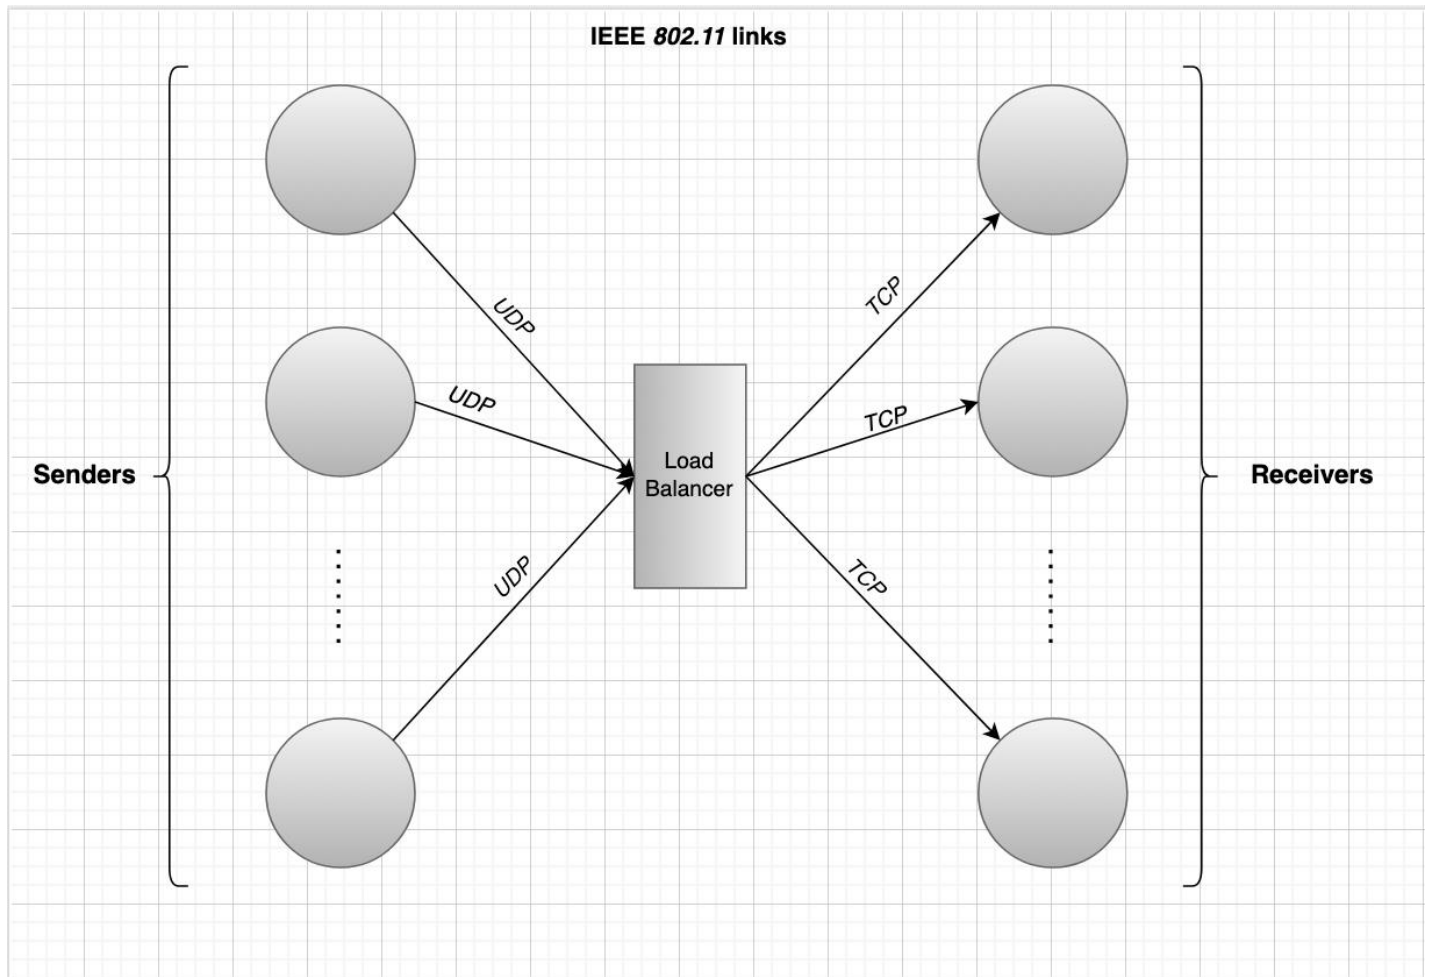 IEEE 802.11 links
UDP
TCP
UDP
TCP
Senders
Load
Balancer
Receivers
UDP
TCP